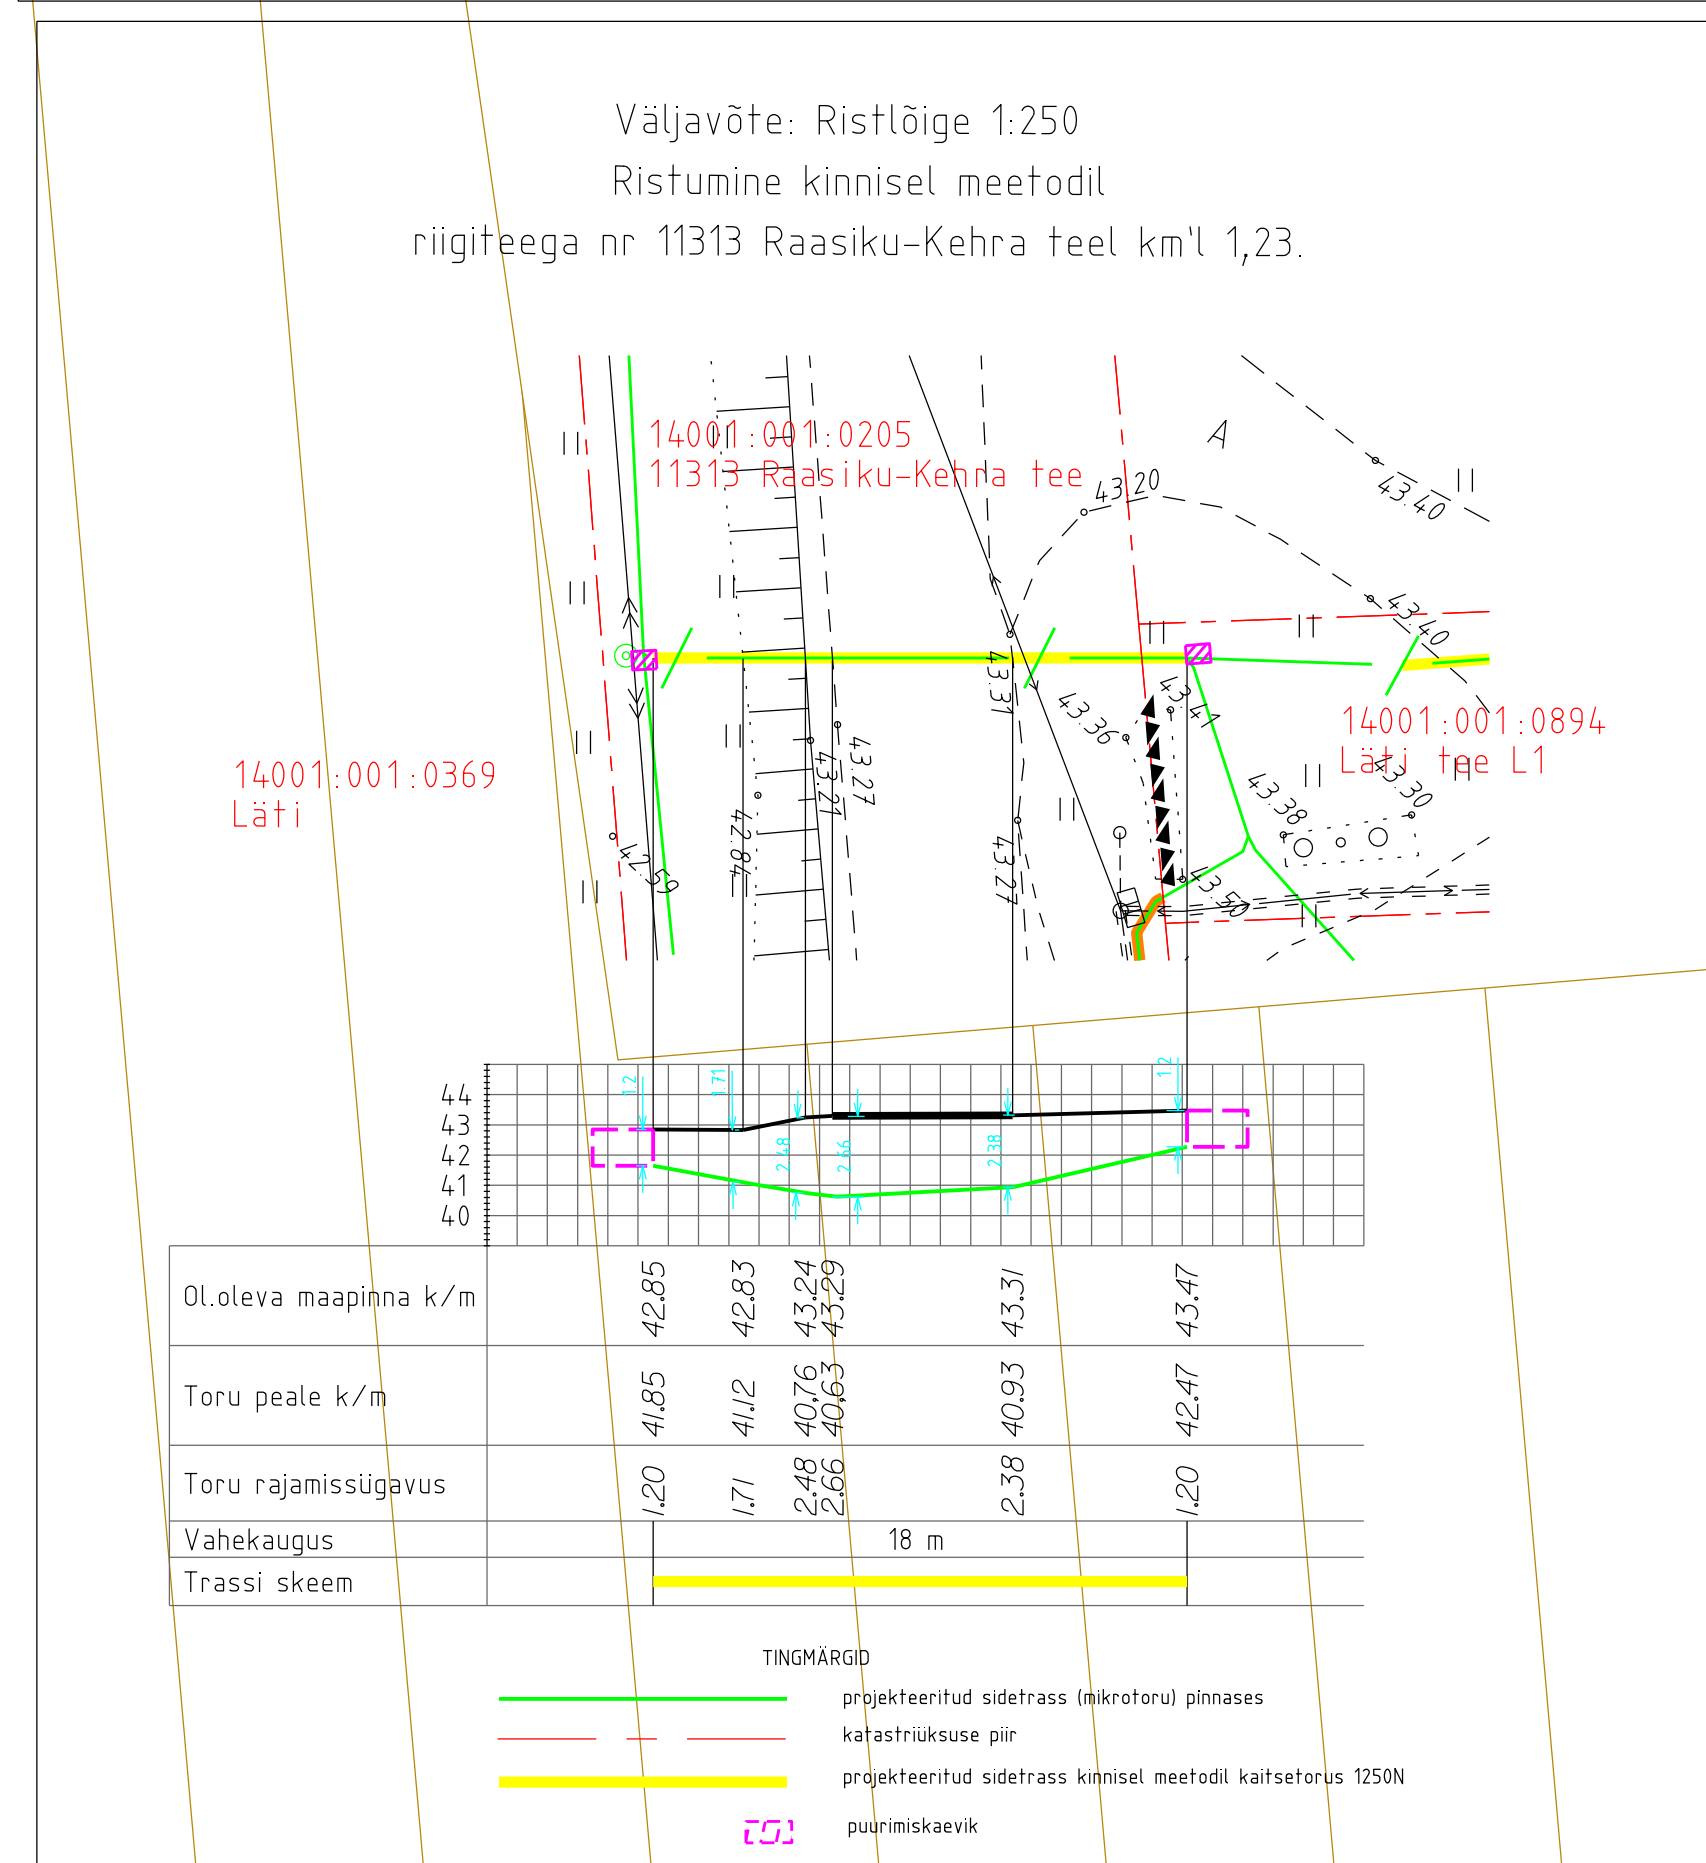 Väljavõte: Ristlõige 1:250
Ristumine kinnisel meetodil
riigiteega nr 11313 Raasiku-Kehra teel km'l 1,23.
14001:001:0205
11313 Raasiku-Kehra tee
A
43.20
43.40
43.40
43.31
43.36
43.41
14001:001:0894
Läti tee L1
14001:001:0369
Läti
43.27
43.21
42.84
42.59
43.27
43.38
43.30
43.50
1.2
1.71
1.2
2.48
2.66
2.38
44
43
42
41
40
Ol.oleva maapinna k/m 42.85 42.83 43.24 43.29 43.31 43.47
Toru peale k/m 41.85 41.12 40,76 40,63 40.93 42.47
Toru rajamissügavus 1.20 1.71 2.48 2.66 2.38 1.20
Vahekaugus 18 m
Trassi skeem
TINGMÄRGID
projekteeritud sidetrass (mikrotoru) pinnases
katastriüksuse piir
projekteeritud sidetrass kinnisel meetodil kaitsetorus 1250N
puurimiskaevik